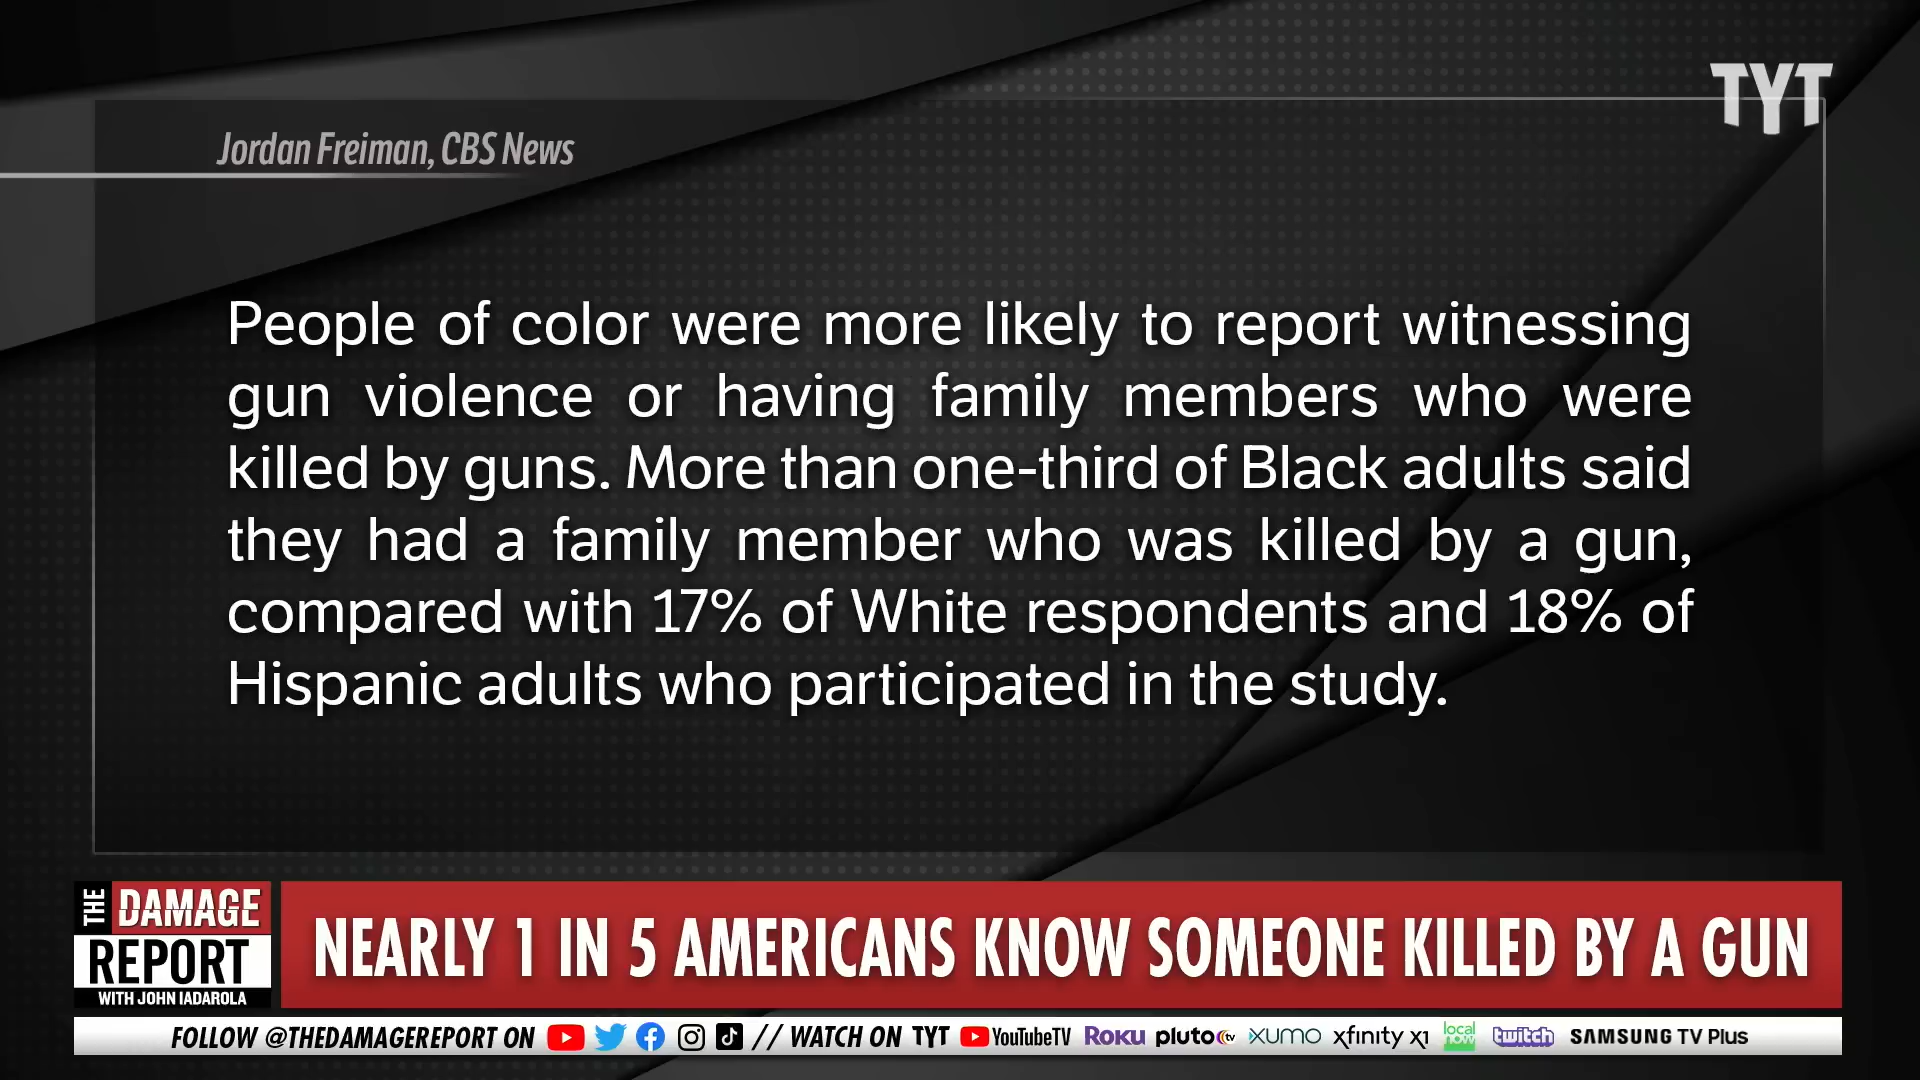 TYT
Jordan Freiman, CBS News
People of color were more likely to report witnessing
gun violence or having family members who were
killed by guns. More than one-third of Black adults said
they had a family member who was killed by a gun,
compared with 17% of White respondents and 18% of
Hispanic adults who participated in the study.
THE DAMAGE
REPORT
WITH JOHN IADAROLA
NEARLY 1 IN 5 AMERICANS KNOW SOMEONE KILLED BY A GUN
FOLLOW @THEDAMAGEREPORT ON // WATCH ON TYT YouTubeTV ROKU pluto tv xumo xfinity x1 local now twitch SAMSUNG TV Plus